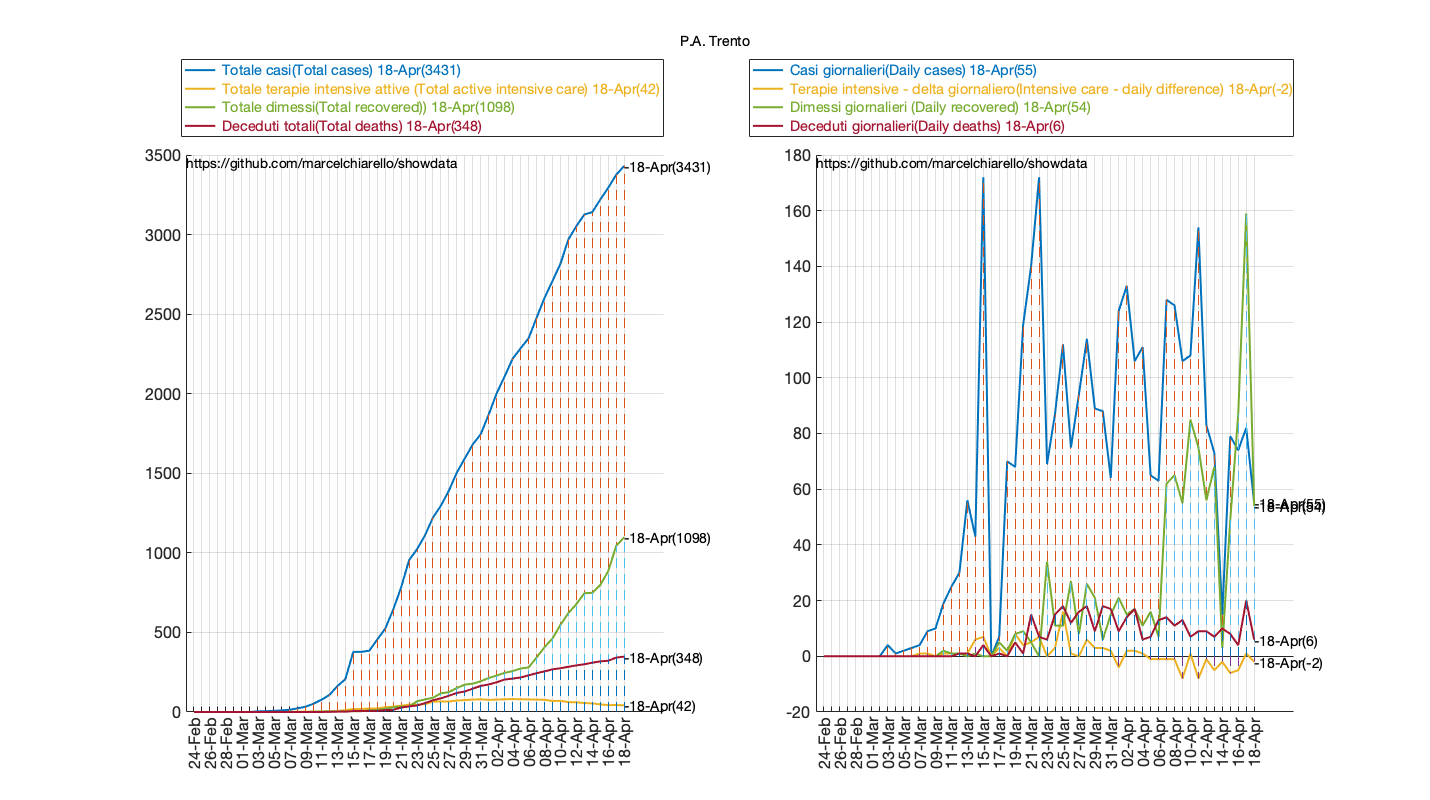 P.A. Trento
Totale casi(Total cases) 18-Apr(3431)
Totale terapie intensive attive (Total active intensive care) 18-Apr(42)
Totale dimessi(Total recovered)) 18-Apr(1098)
Deceduti totali(Total deaths) 18-Apr(348)
3500
https://github.com/marcelchiarello/showdata
18-Apr(3431)
3000
2500
2000
1500
1000
18-Apr(1098)
500
18-Apr(348)
0
18-Apr(42)
24-Feb
26-Feb
28-Feb
01-Mar
03-Mar
05-Mar
07-Mar
09-Mar
11-Mar
13-Mar
15-Mar
17-Mar
19-Mar
21-Mar
23-Mar
25-Mar
27-Mar
29-Mar
31-Mar
02-Apr
04-Apr
06-Apr
08-Apr
10-Apr
12-Apr
14-Apr
16-Apr
18-Apr
Casi giornalieri(Daily cases) 18-Apr(55)
Terapie intensive - delta giornaliero(Intensive care - daily difference) 18-Apr(-2)
Dimessi giornalieri (Daily recovered) 18-Apr(54)
Deceduti giornalieri(Daily deaths) 18-Apr(6)
180
https://github.com/marcelchiarello/showdata
160
140
120
100
80
60
18-Apr(55)
18-Apr(54)
40
20
18-Apr(6)
0
18-Apr(-2)
-20
24-Feb
26-Feb
28-Feb
01-Mar
03-Mar
05-Mar
07-Mar
09-Mar
11-Mar
13-Mar
15-Mar
17-Mar
19-Mar
21-Mar
23-Mar
25-Mar
27-Mar
29-Mar
31-Mar
02-Apr
04-Apr
06-Apr
08-Apr
10-Apr
12-Apr
14-Apr
16-Apr
18-Apr